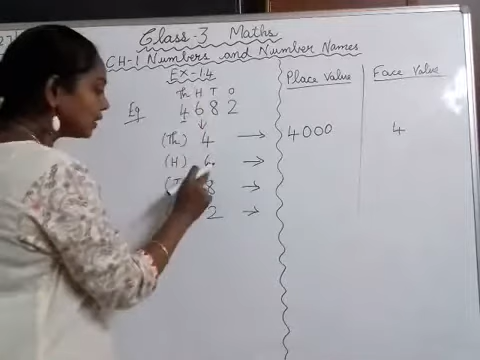 Class-3 Maths
CH-1 Numbers and Number Names
EX-1.4
Place Value Face Value
Th H T O
Eg 4 6 8 2
(Th) 4 → 4000 4
(H) 6 →
8 →
2 →